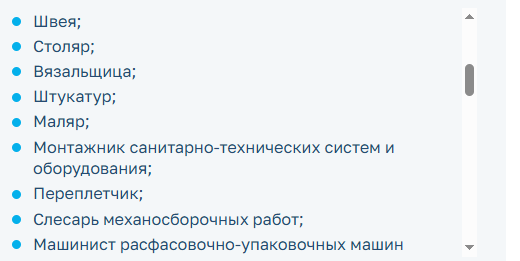 Швея;
Столяр;
Вязальщица;
Штукатур;
Маляр;
Монтажник санитарно-технических систем и
оборудования;
Переплетчик;
Слесарь механосборочных работ;
Машинист расфасовочно-упаковочных машин